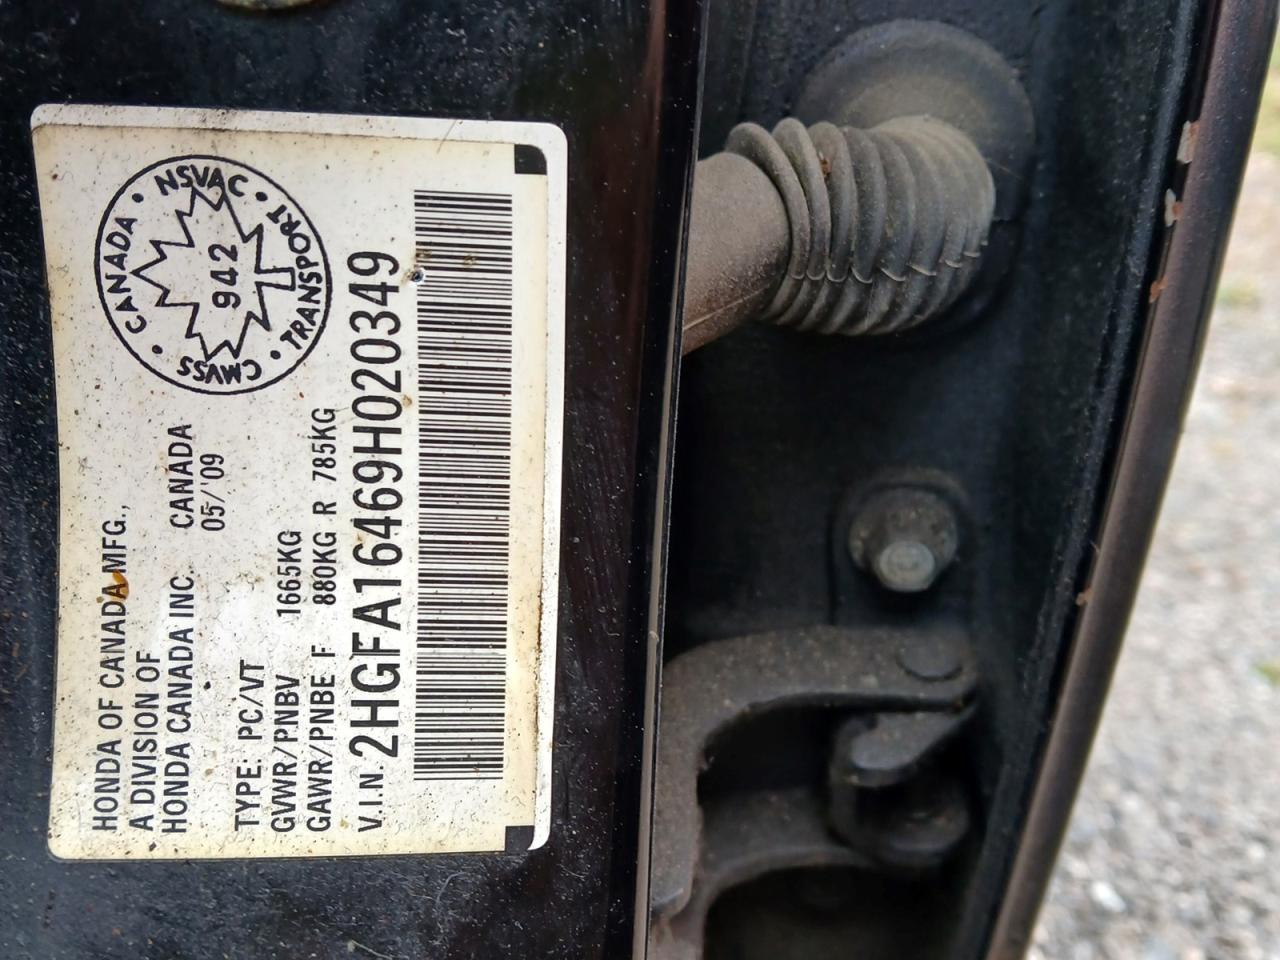 HONDA OF CANADA MFG.,
A DIVISION OF
HONDA CANADA INC. CANADA
05/'09
TYPE: PC/VT
GVWR/PNBV 1665KG
GAWR/PNBE F 880KG R 785KG
V.I.N. 2HGFA16469H020349
CANADA • NSVAC • TRANSPORT • CMVSS •
942